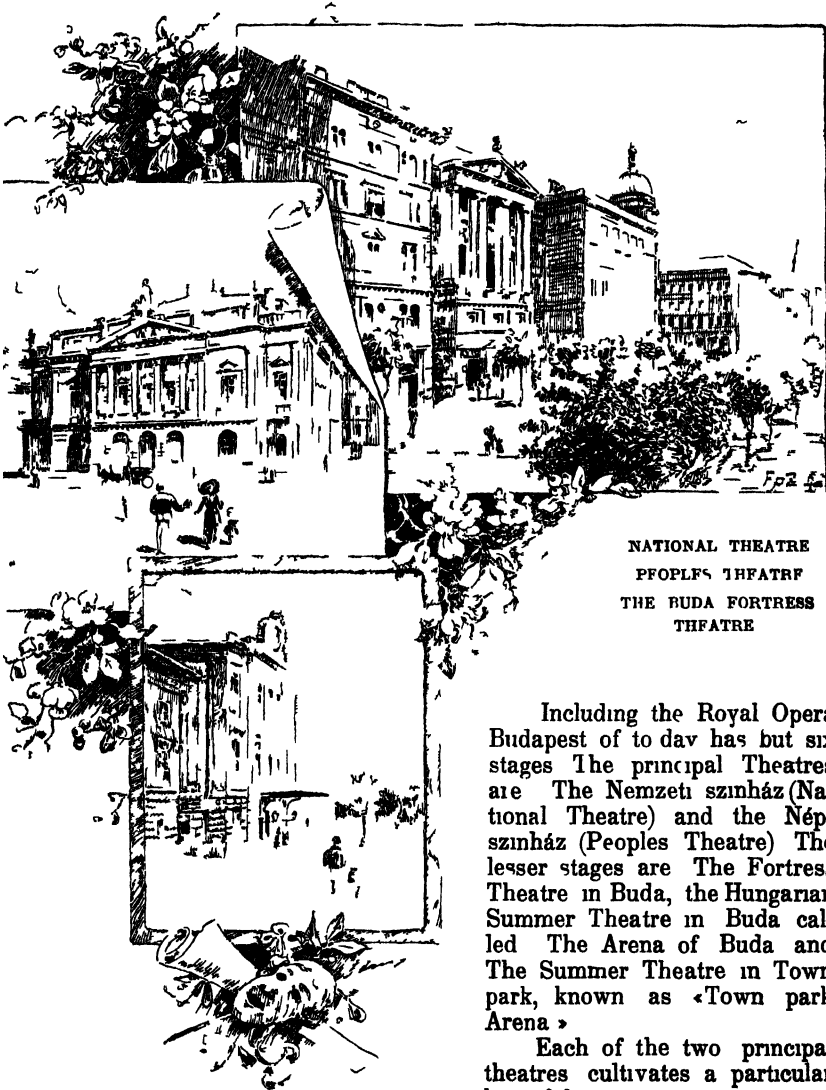 NATIONAL THEATRE
PEOPLES THEATRE
THE BUDA FORTRESS
THEATRE
Including the Royal Opera
Budapest of to day has but six
stages The principal Theatres
are The Nemzeti szinház (Na
tional Theatre) and the Nép
szinház (Peoples Theatre) The
lesser stages are The Fortress
Theatre in Buda, the Hungarian
Summer Theatre in Buda cal
led The Arena of Buda and
The Summer Theatre in Town
park, known as «Town park
Arena »
Each of the two principal
theatres cultivates a particular